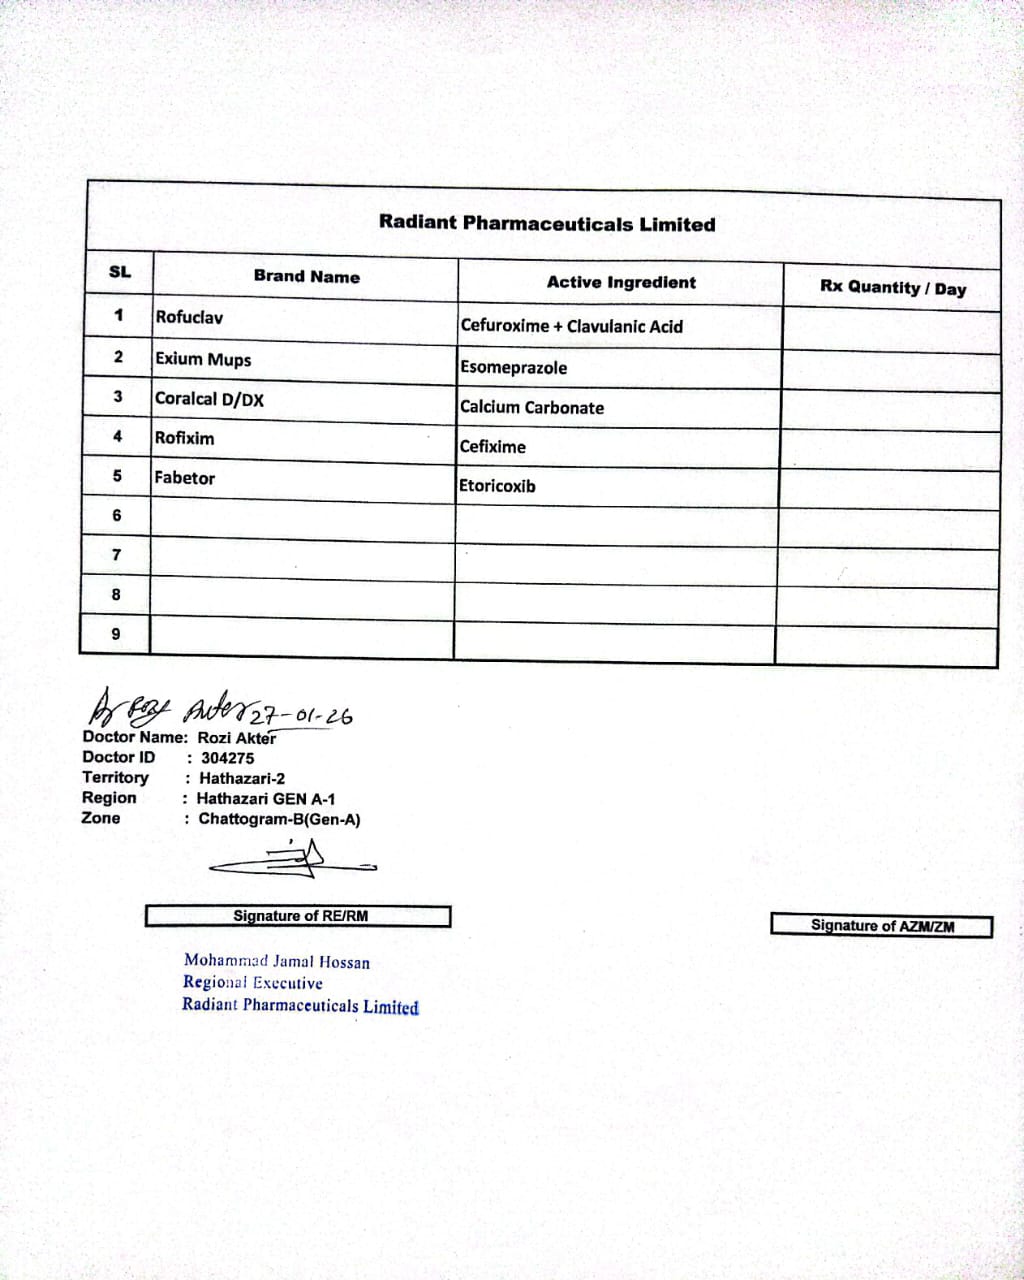 Radiant Pharmaceuticals Limited
SL Brand Name Active Ingredient Rx Quantity / Day
1 Rofuclav Cefuroxime + Clavulanic Acid
2 Exium Mups Esomeprazole
3 Coralcal D/DX Calcium Carbonate
4 Rofixim Cefixime
5 Fabetor Etoricoxib
6
7
8
9
Dr Rozi Akter 27-01-26
Doctor Name: Rozi Akter
Doctor ID : 304275
Territory : Hathazari-2
Region : Hathazari GEN A-1
Zone : Chattogram-B(Gen-A)
Signature of RE/RM Signature of AZM/ZM
Mohammad Jamal Hossan
Regional Executive
Radiant Pharmaceuticals Limited